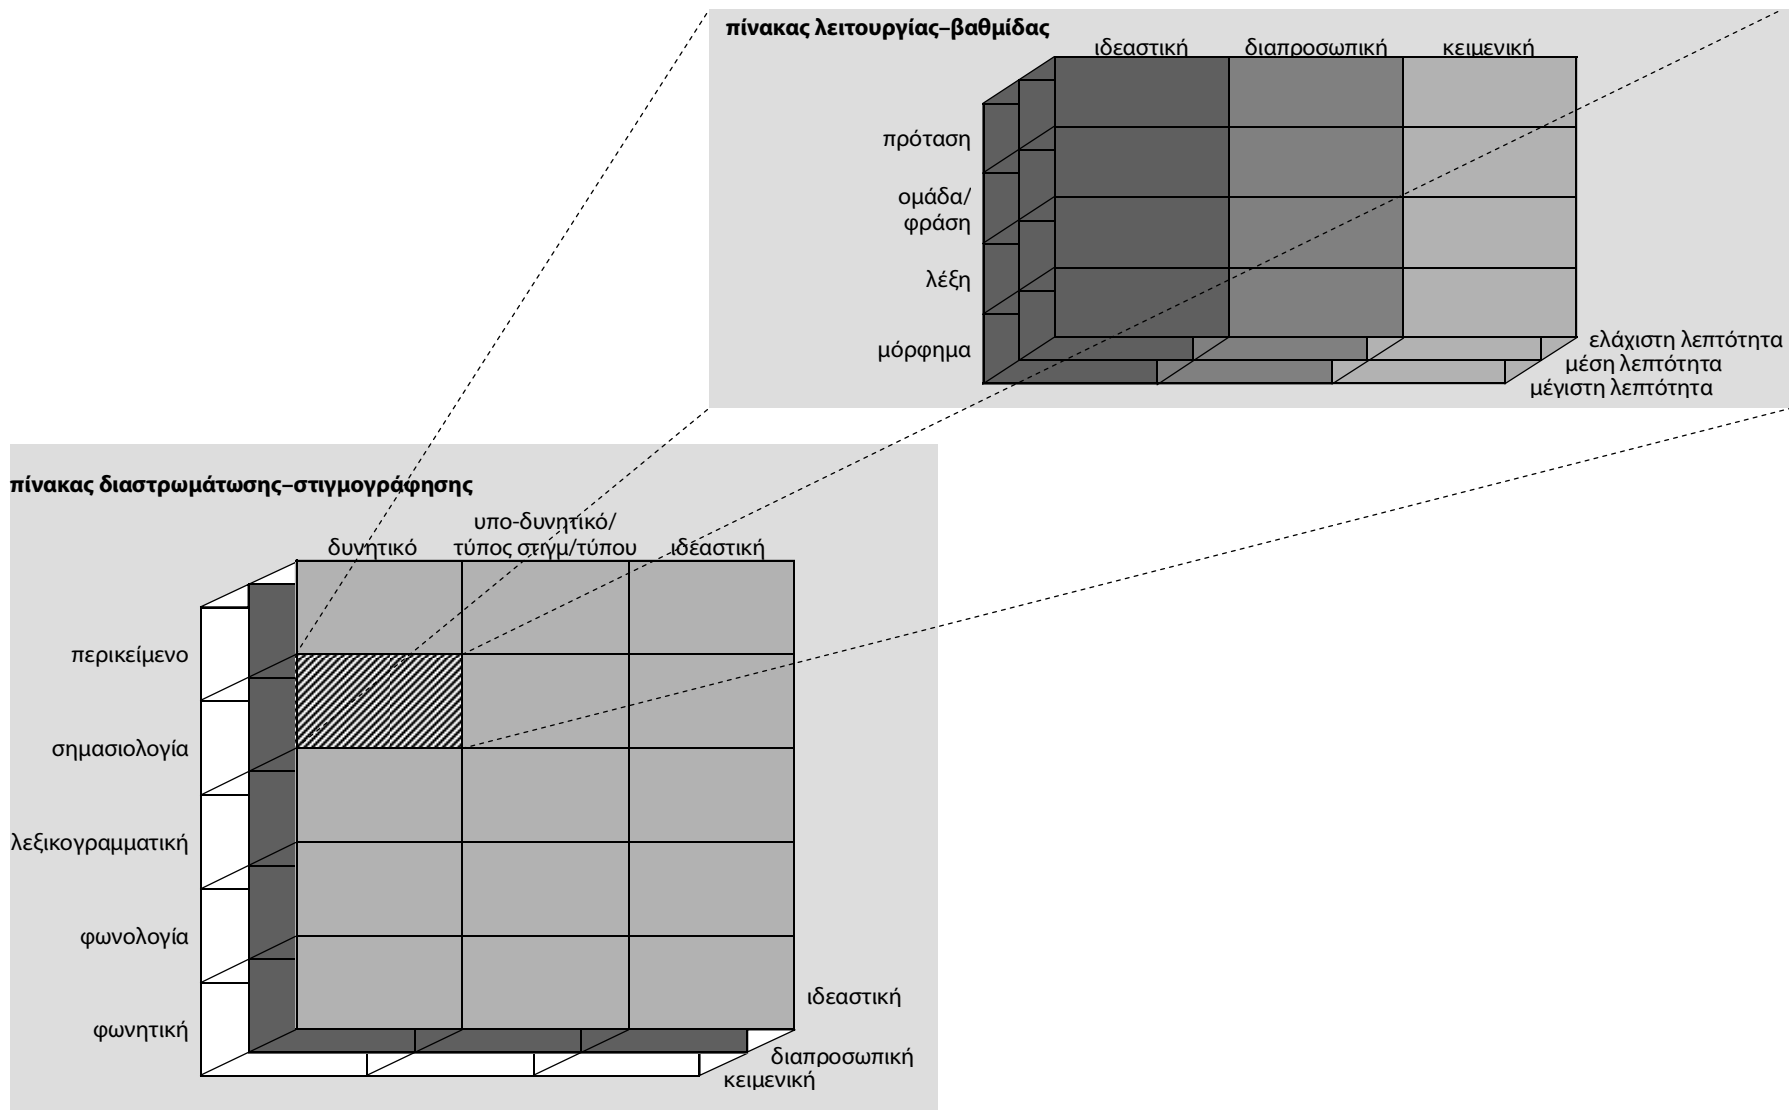 πίνακας λειτουργίας–βαθμίδας
ιδεαστική διαπροσωπική κειμενική
πρόταση
ομάδα/
φράση
λέξη
μόρφημα
ελάχιστη λεπτότητα
μέση λεπτότητα
μέγιστη λεπτότητα
πίνακας διαστρωμάτωσης–στιγμογράφησης
υπο-δυνητικό/
δυνητικό τύπος στιγμ/τύπου ιδεαστική
περικείμενο
σημασιολογία
λεξικογραμματική
φωνολογία
φωνητική
ιδεαστική
διαπροσωπική
κειμενική